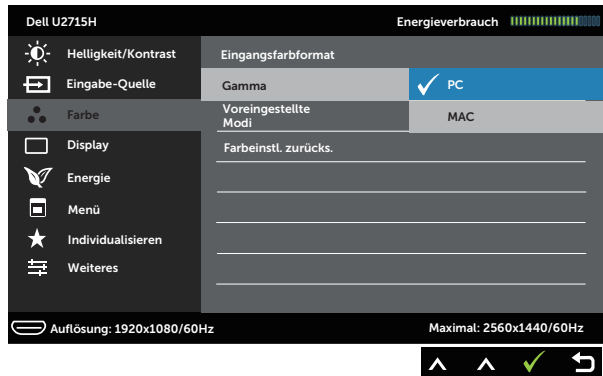 Dell U2715H
Energieverbrauch
Helligkeit/Kontrast
Eingangsfarbformat
Eingabe-Quelle
Gamma
PC
Farbe
Voreingestellte
Modi
MAC
Display
Farbeinstl. zurücks.
Energie
Menü
Individualisieren
Weiteres
Auflösung: 1920x1080/60Hz
Maximal: 2560x1440/60Hz